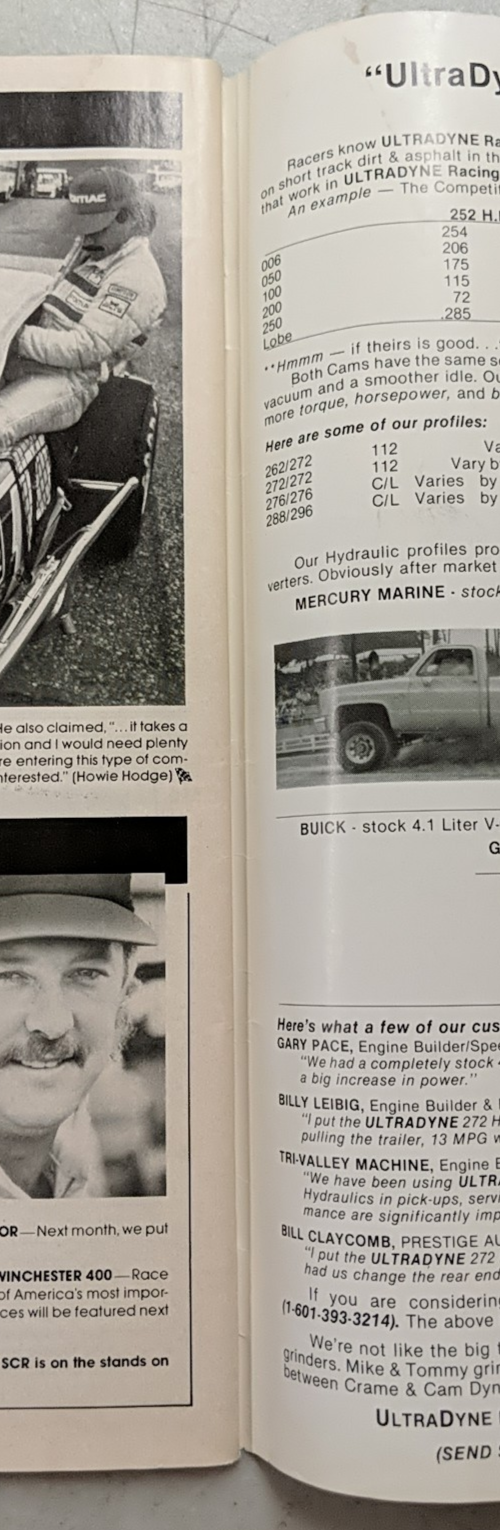 TIAC
He also claimed, "... it takes a
ion and I would need plenty
re entering this type of com-
nterested." (Howie Hodge)
OR—Next month, we put
WINCHESTER 400—Race
of America's most impor-
ces will be featured next
SCR is on the stands on
"UltraDy
Racers know ULTRADYNE Ra
on short track dirt & asphalt in th
that work in ULTRADYNE Racing
An example — The Competit
252 H.
006 254
050 206
100 175
200 115
250 72
Lobe .285
**Hmmm — if theirs is good. . .
Both Cams have the same s
vacuum and a smoother idle. Ou
more torque, horsepower, and b
Here are some of our profiles:
262/272 112 Va
272/272 112 Vary b
276/276 C/L Varies by
288/296 C/L Varies by
Our Hydraulic profiles pro
verters. Obviously after market
MERCURY MARINE - stock
BUICK - stock 4.1 Liter V-
G
Here's what a few of our cus
GARY PACE, Engine Builder/Spee
"We had a completely stock
a big increase in power."
BILLY LEIBIG, Engine Builder &
"I put the ULTRADYNE 272 H
pulling the trailer, 13 MPG w
TRI-VALLEY MACHINE, Engine B
"We have been using ULTRA
Hydraulics in pick-ups, servi
mance are significantly imp
BILL CLAYCOMB, PRESTIGE AU
"I put the ULTRADYNE 272
had us change the rear end
If you are considering
(1-601-393-3214). The above
We're not like the big
grinders. Mike & Tommy grin
between Crame & Cam Dyn
ULTRADYNE
(SEND